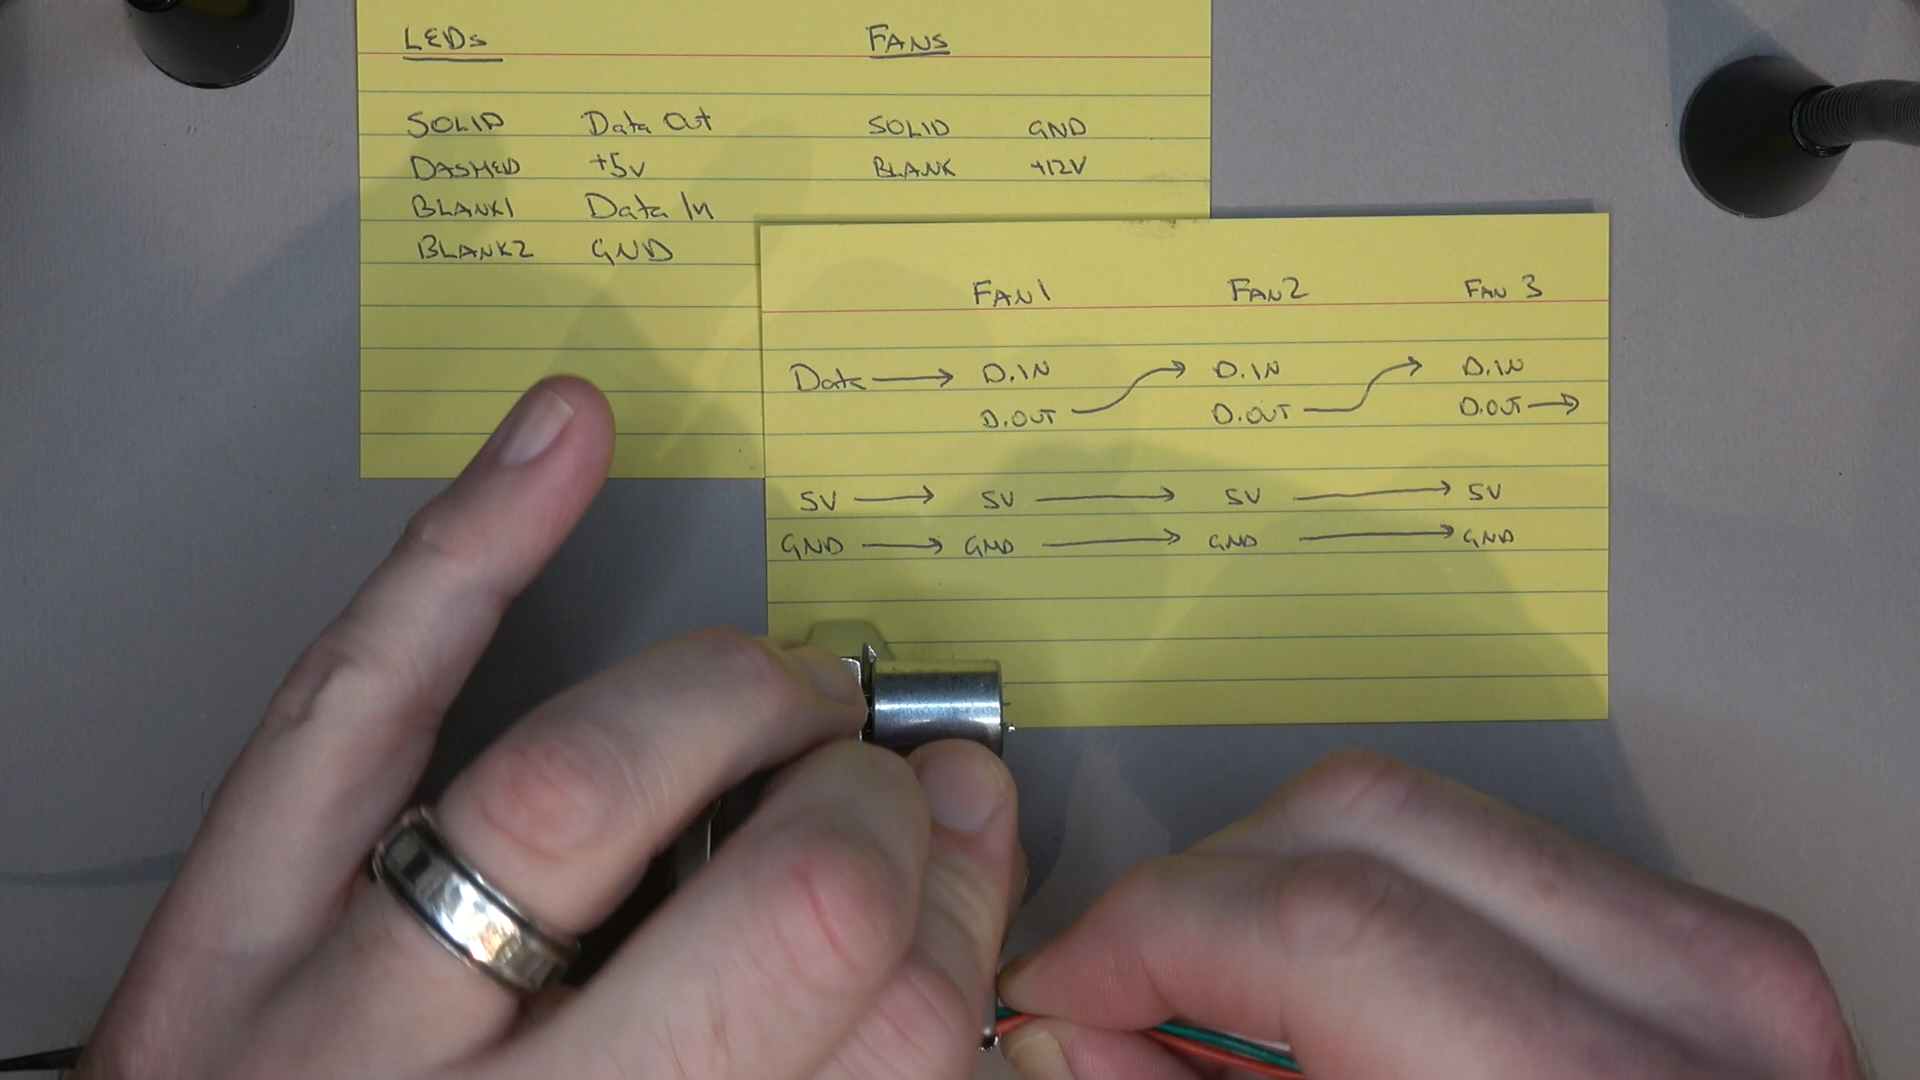 LEDs FANS
SOLID Data Out SOLID GND
DASHED +5v BLANK +12V
BLANK1 Data In
BLANK2 GND
FAN1 FAN2 FAN 3
Data → D.IN D.IN D.IN
D.OUT → D.OUT → D.OUT →
5V → 5V → 5V → 5V
GND → GND → GND → GND